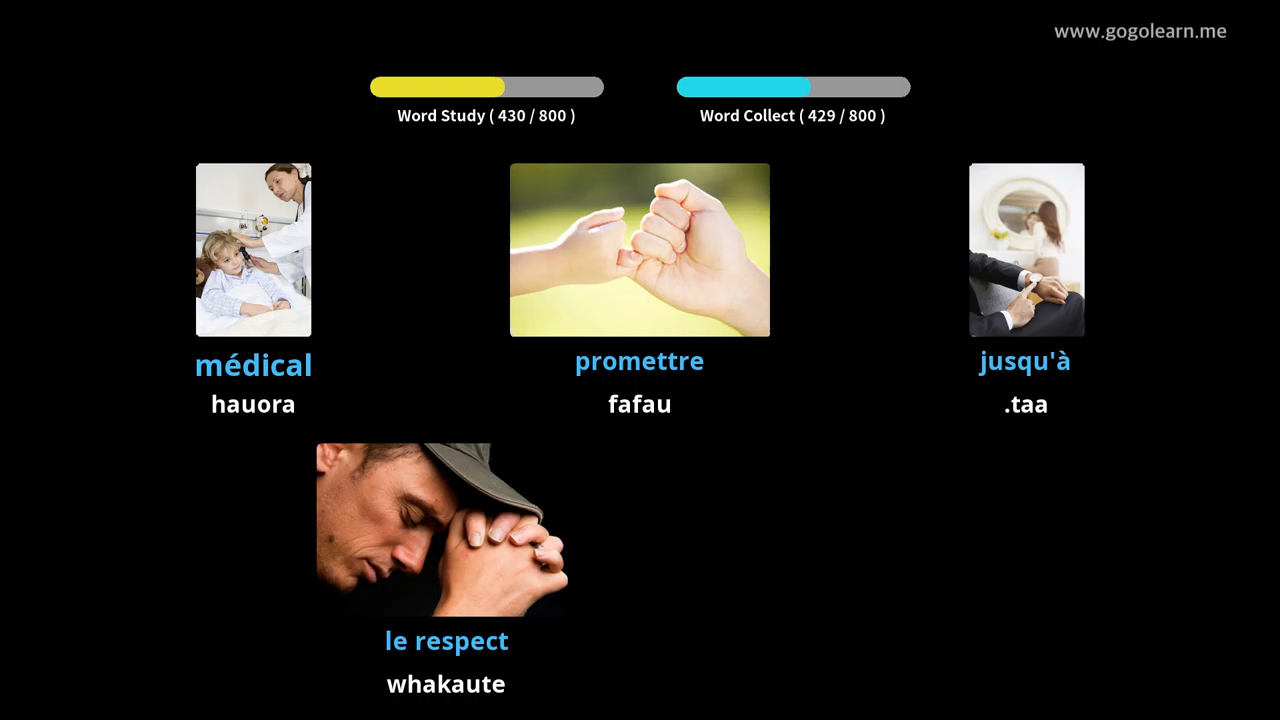 www.gogolearn.me
Word Study ( 430 / 800 )
Word Collect ( 429 / 800 )
médical
promettre
jusqu'à
hauora
fafau
.taa
le respect
whakaute